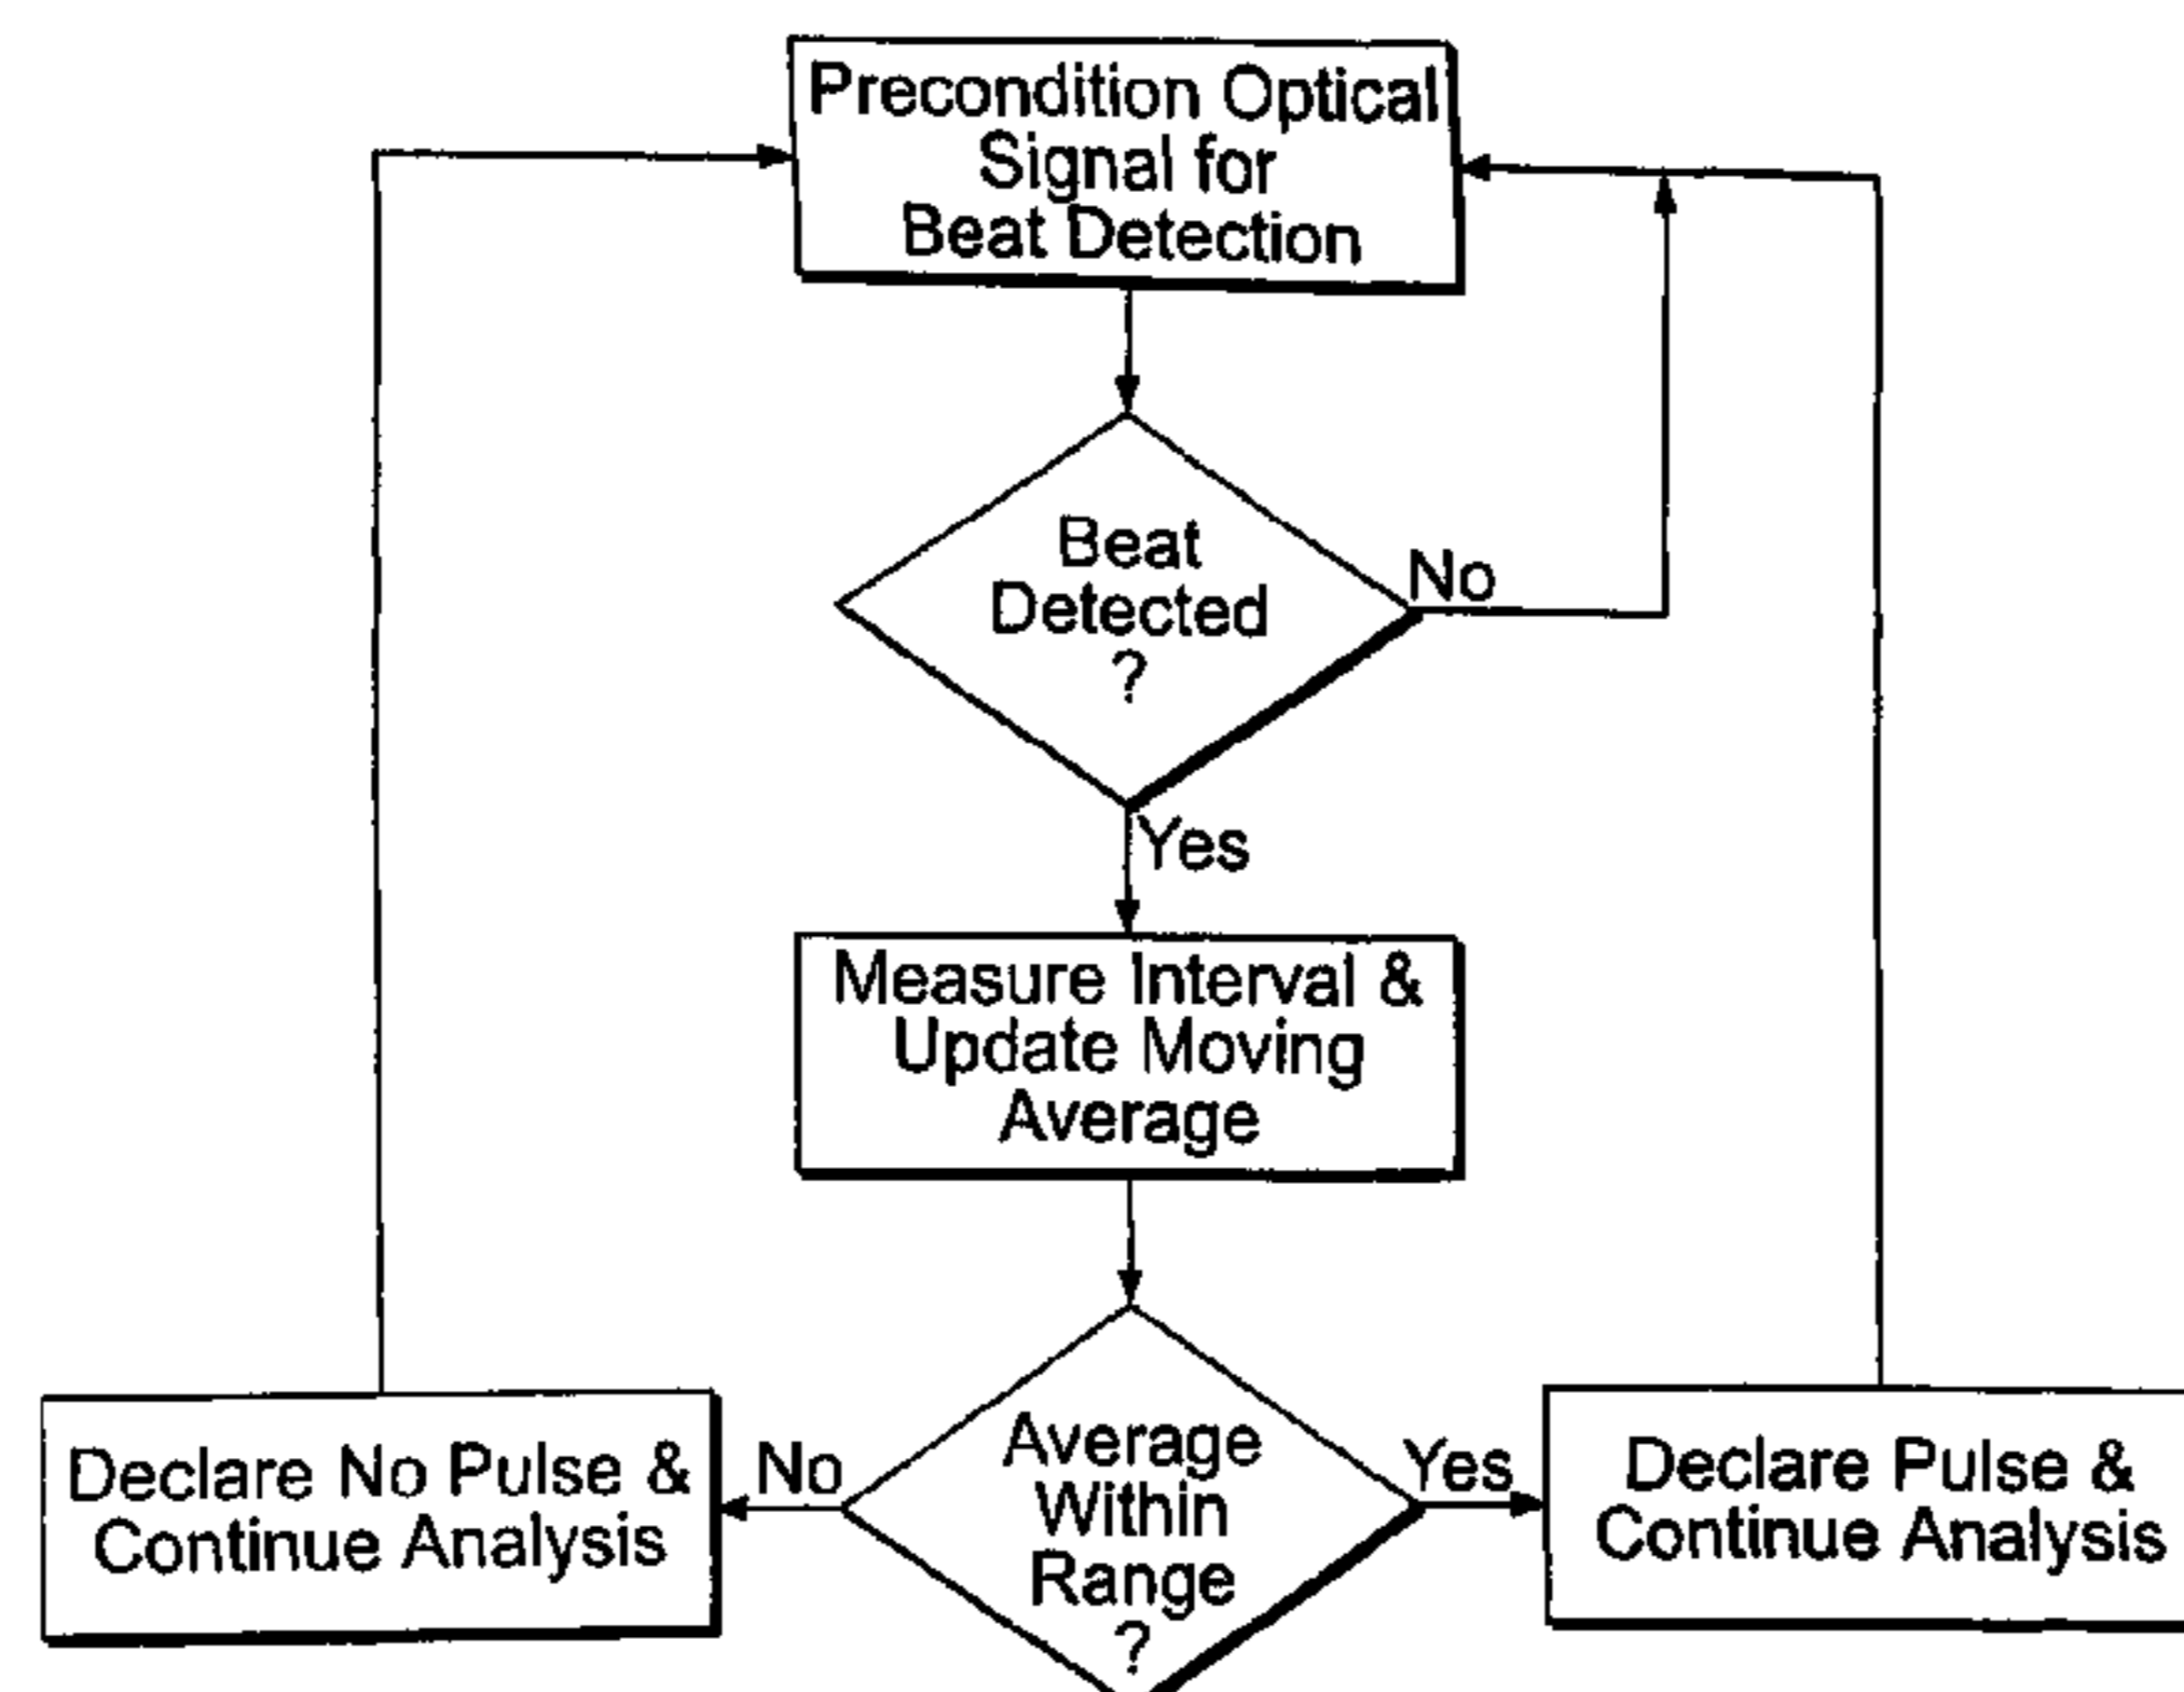 Precondition Optical
Signal for
Beat Detection
Beat
Detected
?
No
Yes
Measure Interval &
Update Moving
Average
Average
Within
Range
?
No
Yes
Declare No Pulse &
Continue Analysis
Declare Pulse &
Continue Analysis